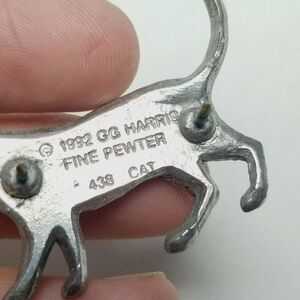 © 1992 GG HARRIS
FINE PEWTER
438 CAT